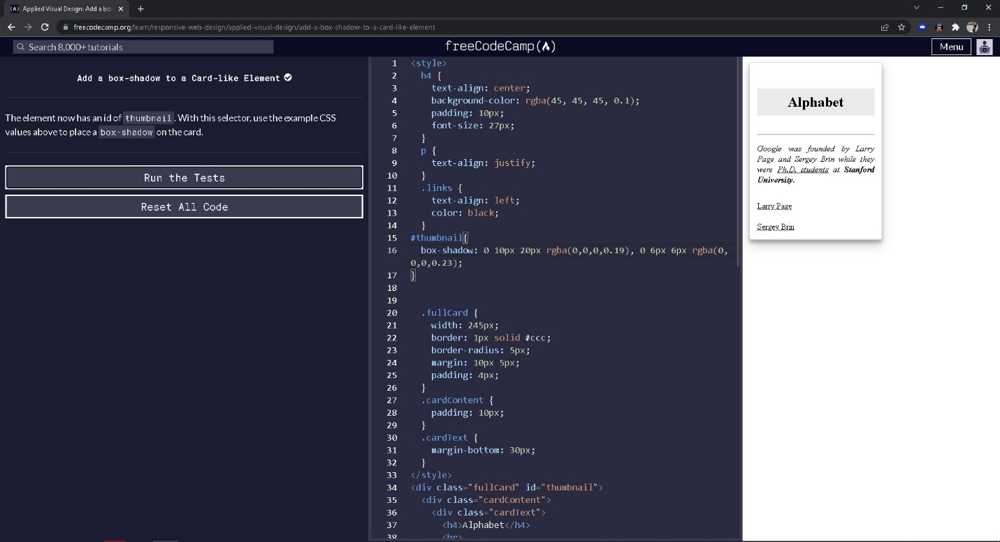 Applied Visual Design: Add a box
freecodecamp.org/learn/responsive-web-design/applied-visual-design/add-a-box-shadow-to-a-card-like-element
Search 8,000+ tutorials
freeCodeCamp
Menu
Add a box-shadow to a Card-like Element
The element now has an id of thumbnail. With this selector, use the example CSS
values above to place a box-shadow on the card.
Run the Tests
Reset All Code
1 <style>
2 h4 {
3 text-align: center;
4 background-color: rgba(45, 45, 45, 0.1);
5 padding: 10px;
6 font-size: 27px;
7 }
8 p {
9 text-align: justify;
10 }
11 .links {
12 text-align: left;
13 color: black;
14 }
15 #thumbnail{
16 box-shadow: 0 10px 20px rgba(0,0,0,0.19), 0 6px 6px rgba(0,
0,0,0.23);
17 }
18
19
20 .fullCard {
21 width: 245px;
22 border: 1px solid #ccc;
23 border-radius: 5px;
24 margin: 10px 5px;
25 padding: 4px;
26 }
27 .cardContent {
28 padding: 10px;
29 }
30 .cardText {
31 margin-bottom: 30px;
32 }
33 </style>
34 <div class="fullCard" id="thumbnail">
35 <div class="cardContent">
36 <div class="cardText">
37 <h4>Alphabet</h4>
38 <hr>
Alphabet
Google was founded by Larry
Page and Sergey Brin while they
were Ph.D. students at Stanford
University.
Larry Page
Sergey Brin